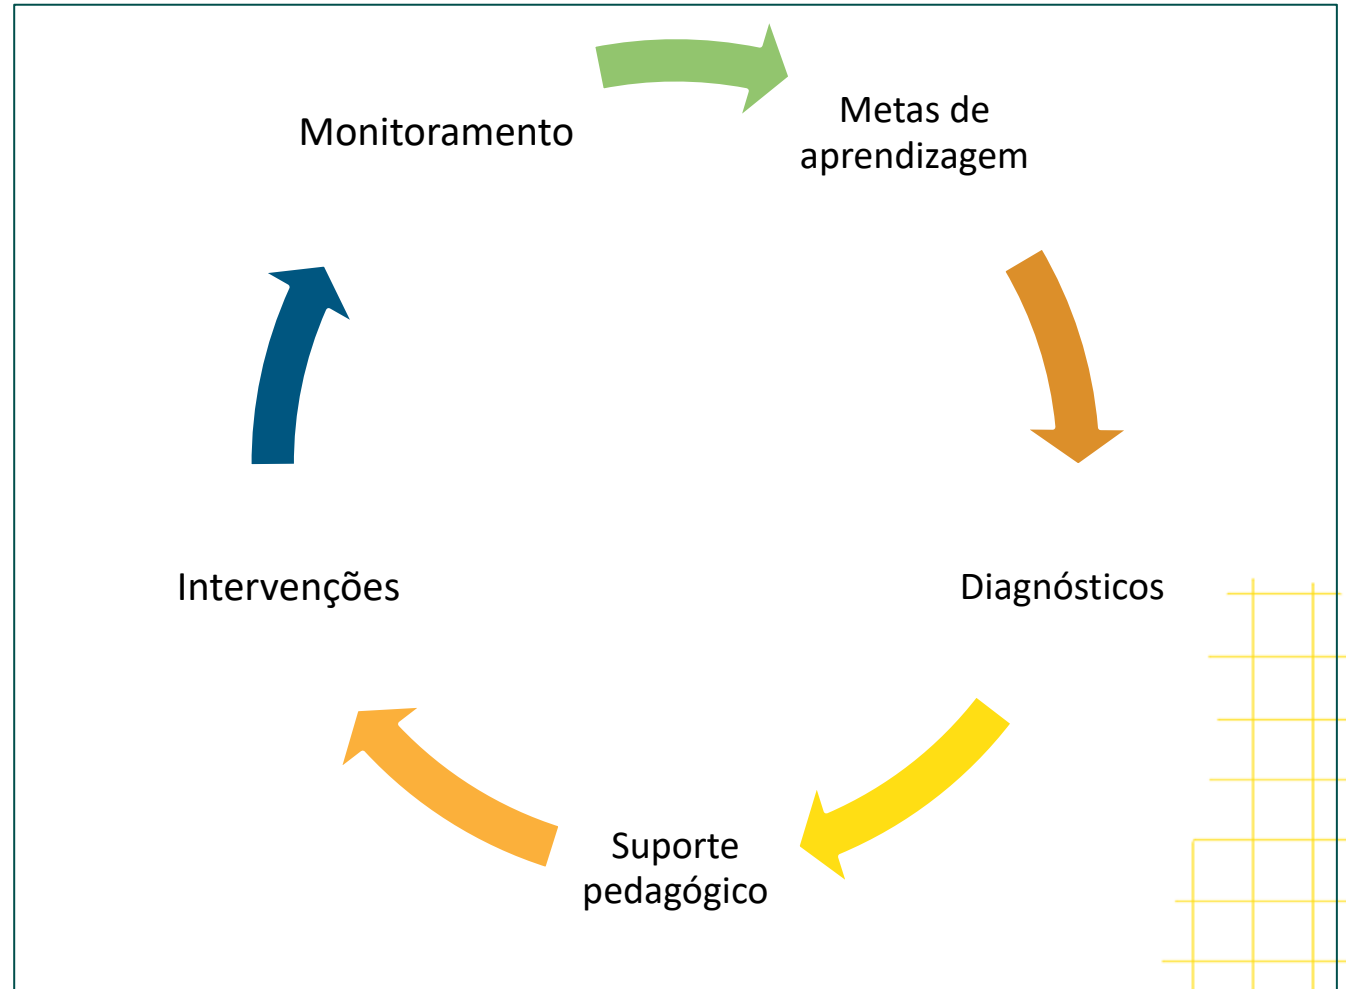 Monitoramento
Metas de
aprendizagem
Intervenções
Diagnósticos
Suporte
pedagógico